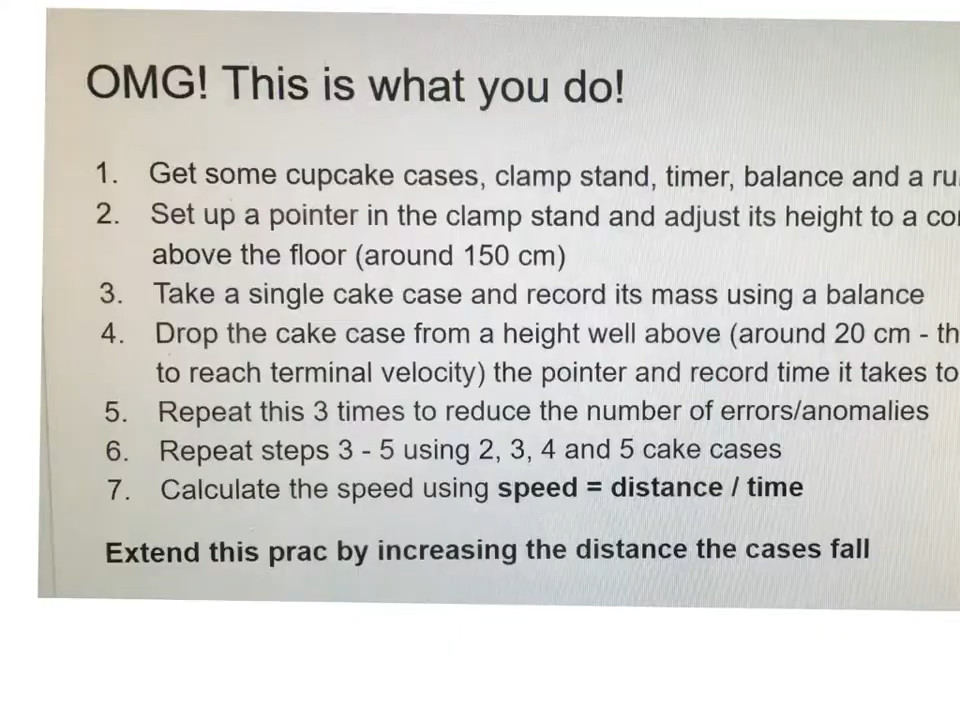 OMG! This is what you do!
1. Get some cupcake cases, clamp stand, timer, balance and a
2. Set up a pointer in the clamp stand and adjust its height to a
above the floor (around 150 cm)
3. Take a single cake case and record its mass using a balance
4. Drop the cake case from a height well above (around 20 cm -
to reach terminal velocity) the pointer and record time it takes to
5. Repeat this 3 times to reduce the number of errors/anomalies
6. Repeat steps 3 - 5 using 2, 3, 4 and 5 cake cases
7. Calculate the speed using speed = distance / time
Extend this prac by increasing the distance the cases fall